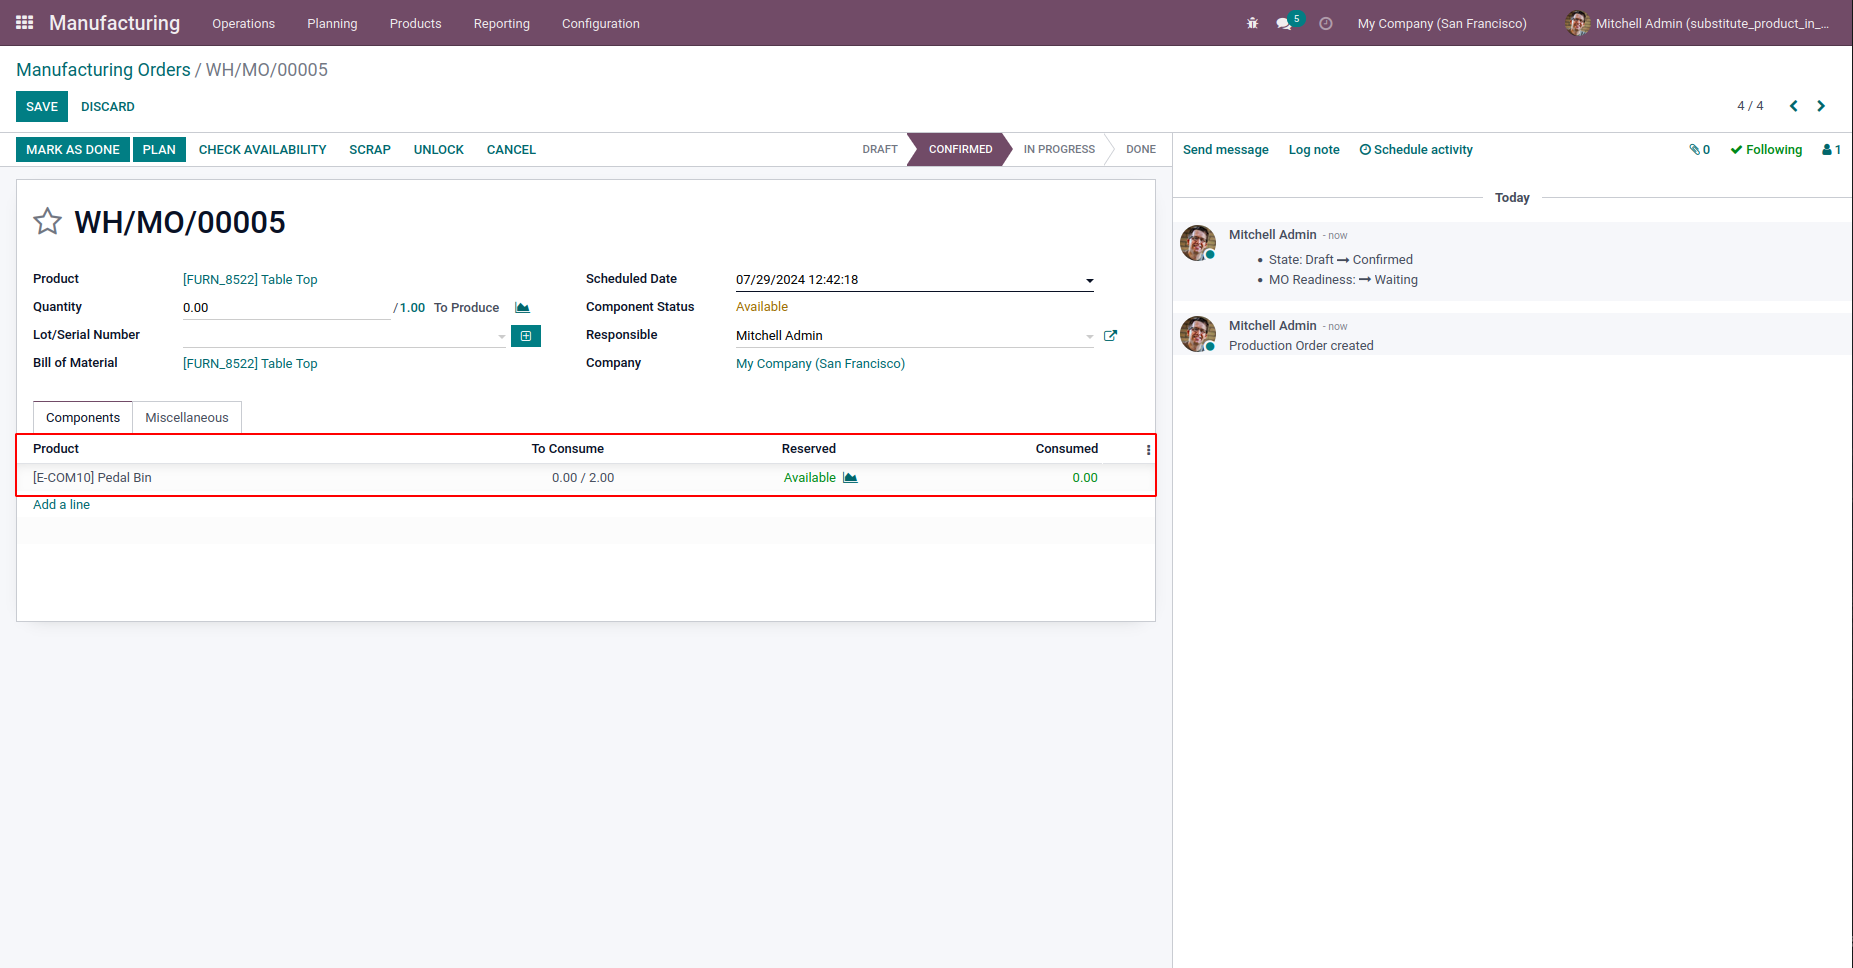 Manufacturing Operations Planning Products Reporting Configuration 5 My Company (San Francisco) Mitchell Admin (substitute_product_in_...
Manufacturing Orders / WH/MO/00005
SAVE DISCARD 4 / 4
MARK AS DONE PLAN CHECK AVAILABILITY SCRAP UNLOCK CANCEL DRAFT CONFIRMED IN PROGRESS DONE
WH/MO/00005
Product [FURN_8522] Table Top
Quantity 0.00 / 1.00 To Produce
Lot/Serial Number
Bill of Material [FURN_8522] Table Top
Scheduled Date 07/29/2024 12:42:18
Component Status Available
Responsible Mitchell Admin
Company My Company (San Francisco)
Components Miscellaneous
Product To Consume Reserved Consumed
[E-COM10] Pedal Bin 0.00 / 2.00 Available 0.00
Add a line
Send message Log note Schedule activity 0 Following 1
Today
Mitchell Admin - now
• State: Draft → Confirmed
• MO Readiness: → Waiting
Mitchell Admin - now
Production Order created